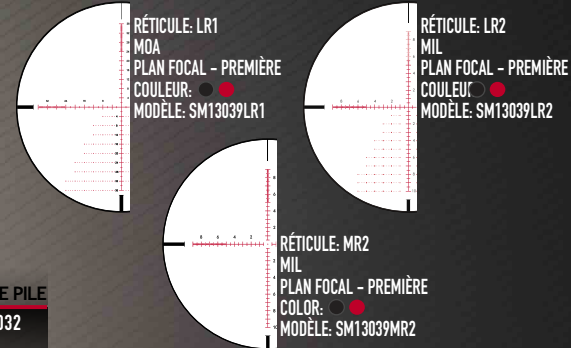 RÉTICULE: LR1
MOA
PLAN FOCAL - PREMIÈRE
COULEUR:
MODÈLE: SM13039LR1
RÉTICULE: LR2
MIL
PLAN FOCAL - PREMIÈRE
COULEUR
MODÈLE: SM13039LR2
RÉTICULE: MR2
MIL
PLAN FOCAL - PREMIÈRE
COLOR:
MODÈLE: SM13039MR2
E PILE
032